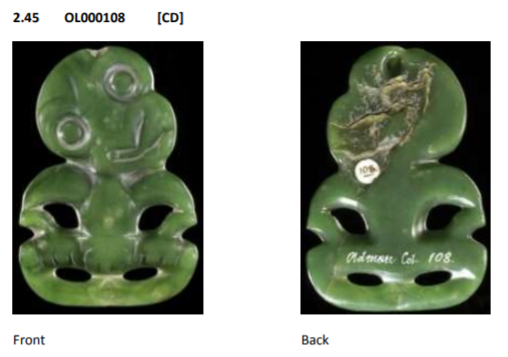 2.45 OL000108 [CD]
108.
Oldman Col. 108.
Front
Back